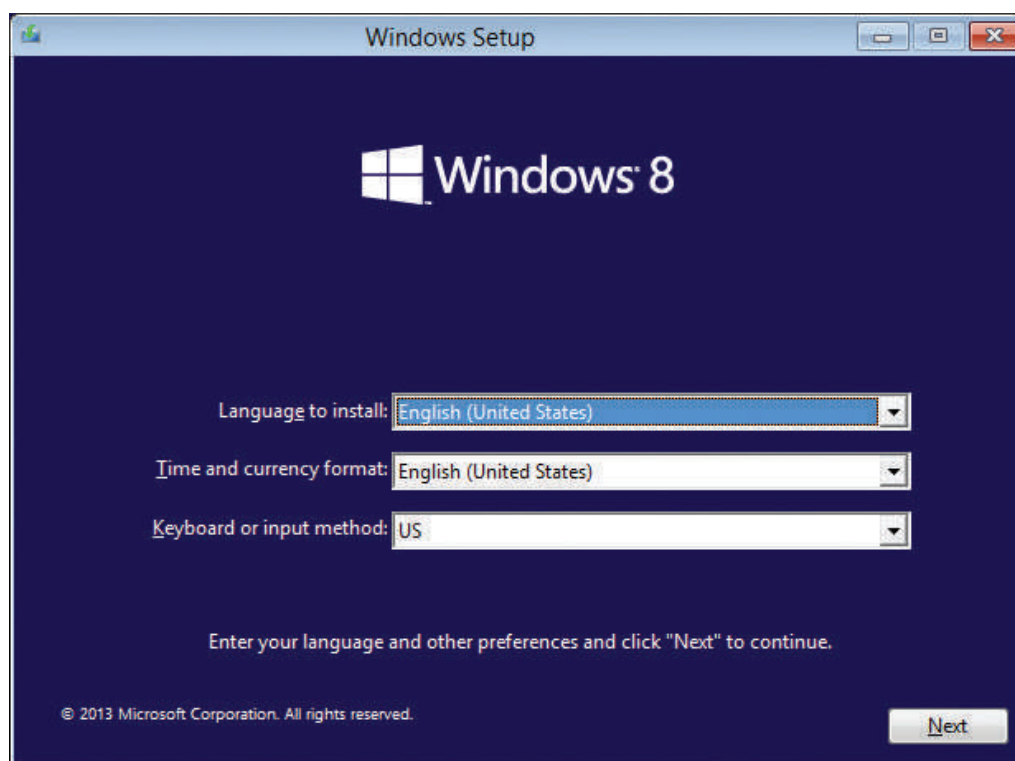 Windows Setup
Windows 8
Language to install: English (United States)
Time and currency format: English (United States)
Keyboard or input method: US
Enter your language and other preferences and click "Next" to continue.
© 2013 Microsoft Corporation. All rights reserved.
Next